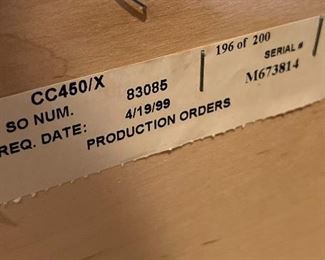 CC450/X
SO NUM. 83085
REQ. DATE: 4/19/99
PRODUCTION ORDERS
196 of 200
SERIAL #
M673814